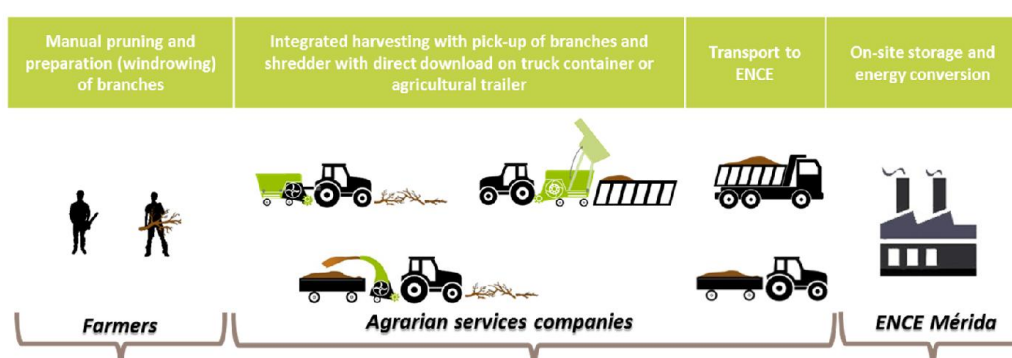 Manual pruning and
preparation (windrowing)
of branches
Integrated harvesting with pick-up of branches and
shredder with direct download on truck container or
agricultural trailer
Transport to
ENCE
On-site storage and
energy conversion
Farmers
Agrarian services companies
ENCE Mérida